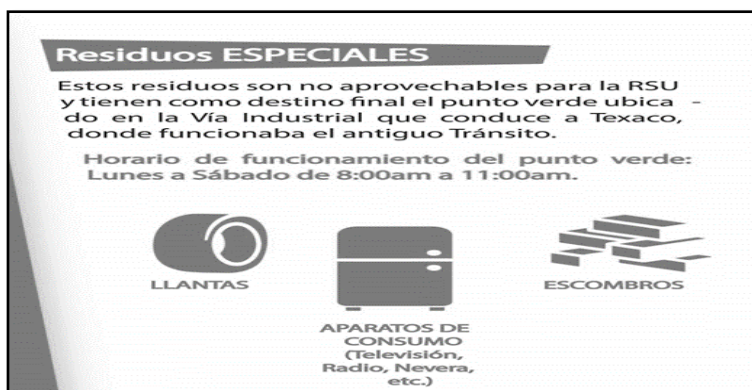 Residuos ESPECIALES
Estos residuos son no aprovechables para la RSU
y tienen como destino final el punto verde ubica -
do en la Vía Industrial que conduce a Texaco,
donde funcionaba el antiguo Tránsito.
Horario de funcionamiento del punto verde:
Lunes a Sábado de 8:00am a 11:00am.
LLANTAS
APARATOS DE
CONSUMO
(Televisión,
Radio, Nevera,
etc.)
ESCOMBROS